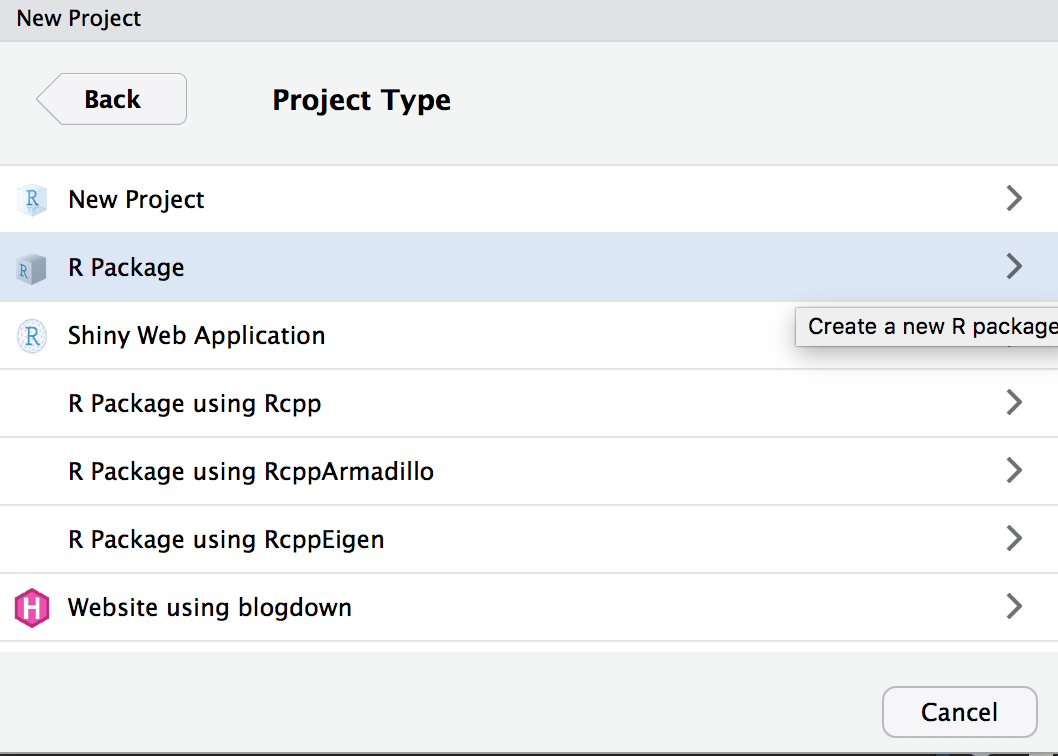 New Project
Back
Project Type
R New Project
R R Package
R Shiny Web Application
Create a new R package
R Package using Rcpp
R Package using RcppArmadillo
R Package using RcppEigen
H Website using blogdown
Cancel